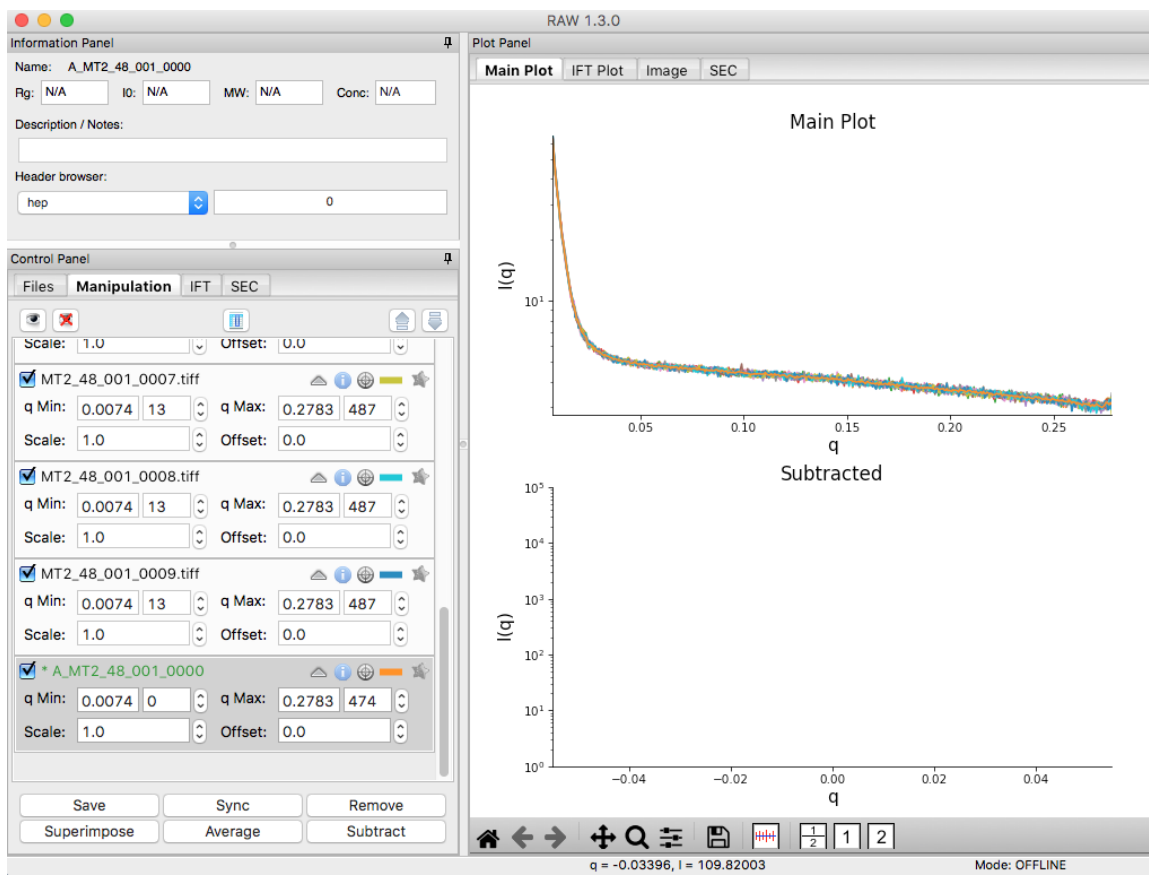 RAW 1.3.0
Information Panel
Name: A_MT2_48_001_0000
Rg: N/A I0: N/A MW: N/A Conc: N/A
Description / Notes:
Header browser:
hep 0
Control Panel
Files Manipulation IFT SEC
Scale: 1.0 Offset: 0.0
MT2_48_001_0007.tiff
q Min: 0.0074 13 q Max: 0.2783 487
Scale: 1.0 Offset: 0.0
MT2_48_001_0008.tiff
q Min: 0.0074 13 q Max: 0.2783 487
Scale: 1.0 Offset: 0.0
MT2_48_001_0009.tiff
q Min: 0.0074 13 q Max: 0.2783 487
Scale: 1.0 Offset: 0.0
* A_MT2_48_001_0000
q Min: 0.0074 0 q Max: 0.2783 474
Scale: 1.0 Offset: 0.0
Save Sync Remove
Superimpose Average Subtract
Plot Panel
Main Plot IFT Plot Image SEC
Main Plot
I(q)
10¹
0.05 0.10 0.15 0.20 0.25
q
Subtracted
I(q)
10⁵
10⁴
10³
10²
10¹
10⁰
−0.04 −0.02 0.00 0.02 0.04
q
1/2 1 2
q = -0.03396, I = 109.82003 Mode: OFFLINE